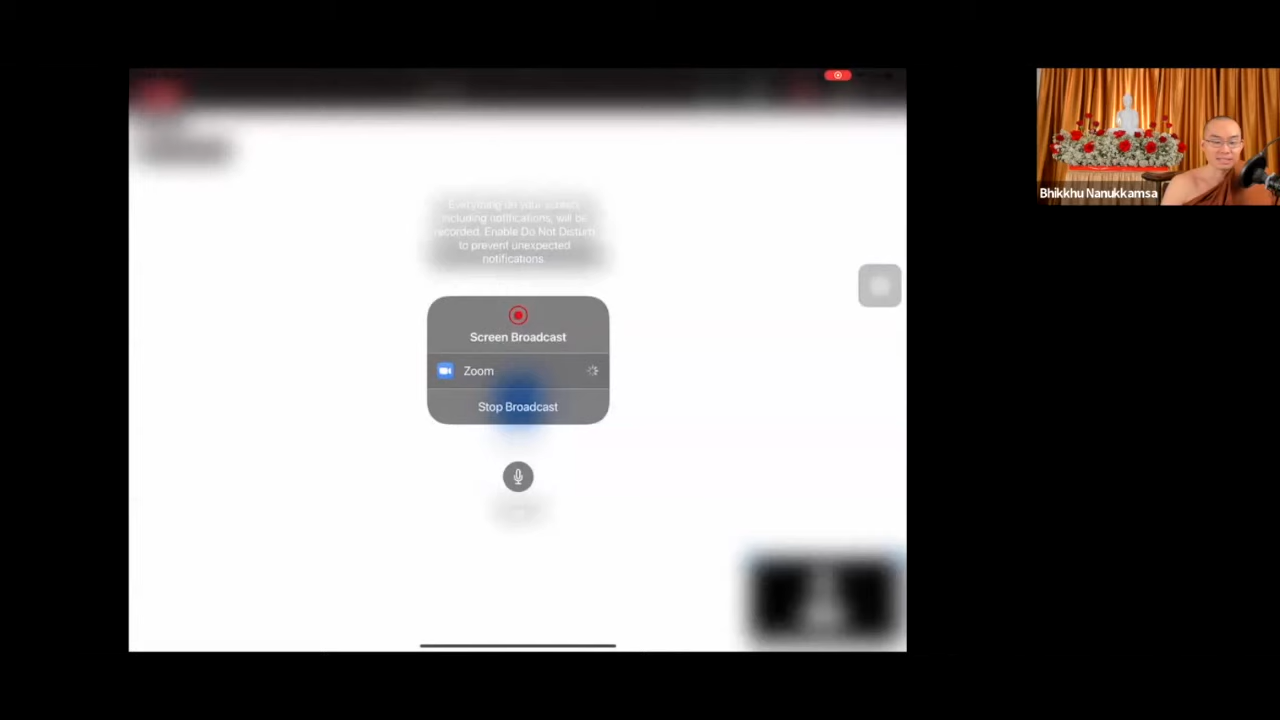 Everything on your screen,
including notifications, will be
recorded. Enable Do Not Disturb
to prevent unexpected
notifications.
Screen Broadcast
Zoom
Stop Broadcast
Bhikkhu Nanukkamsa